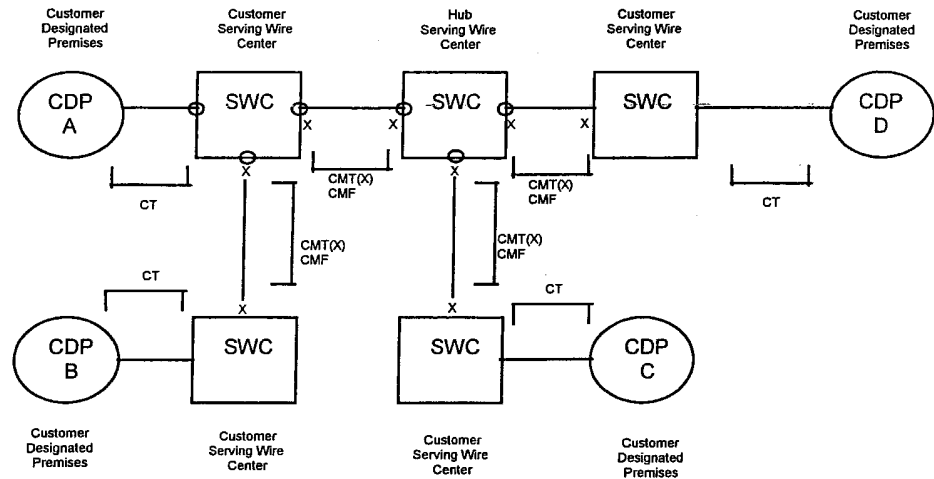 Customer
Designated
Premises
Customer
Serving Wire
Center
Hub
Serving Wire
Center
Customer
Serving Wire
Center
Customer
Designated
Premises
CDP
A
SWC
SWC
SWC
CDP
D
X
X
X
X
X
X
CT
CMT(X)
CMF
CMT(X)
CMF
CT
CMT(X)
CMF
CMT(X)
CMF
CT
CT
X
X
CDP
B
SWC
SWC
CDP
C
Customer
Designated
Premises
Customer
Serving Wire
Center
Customer
Serving Wire
Center
Customer
Designated
Premises